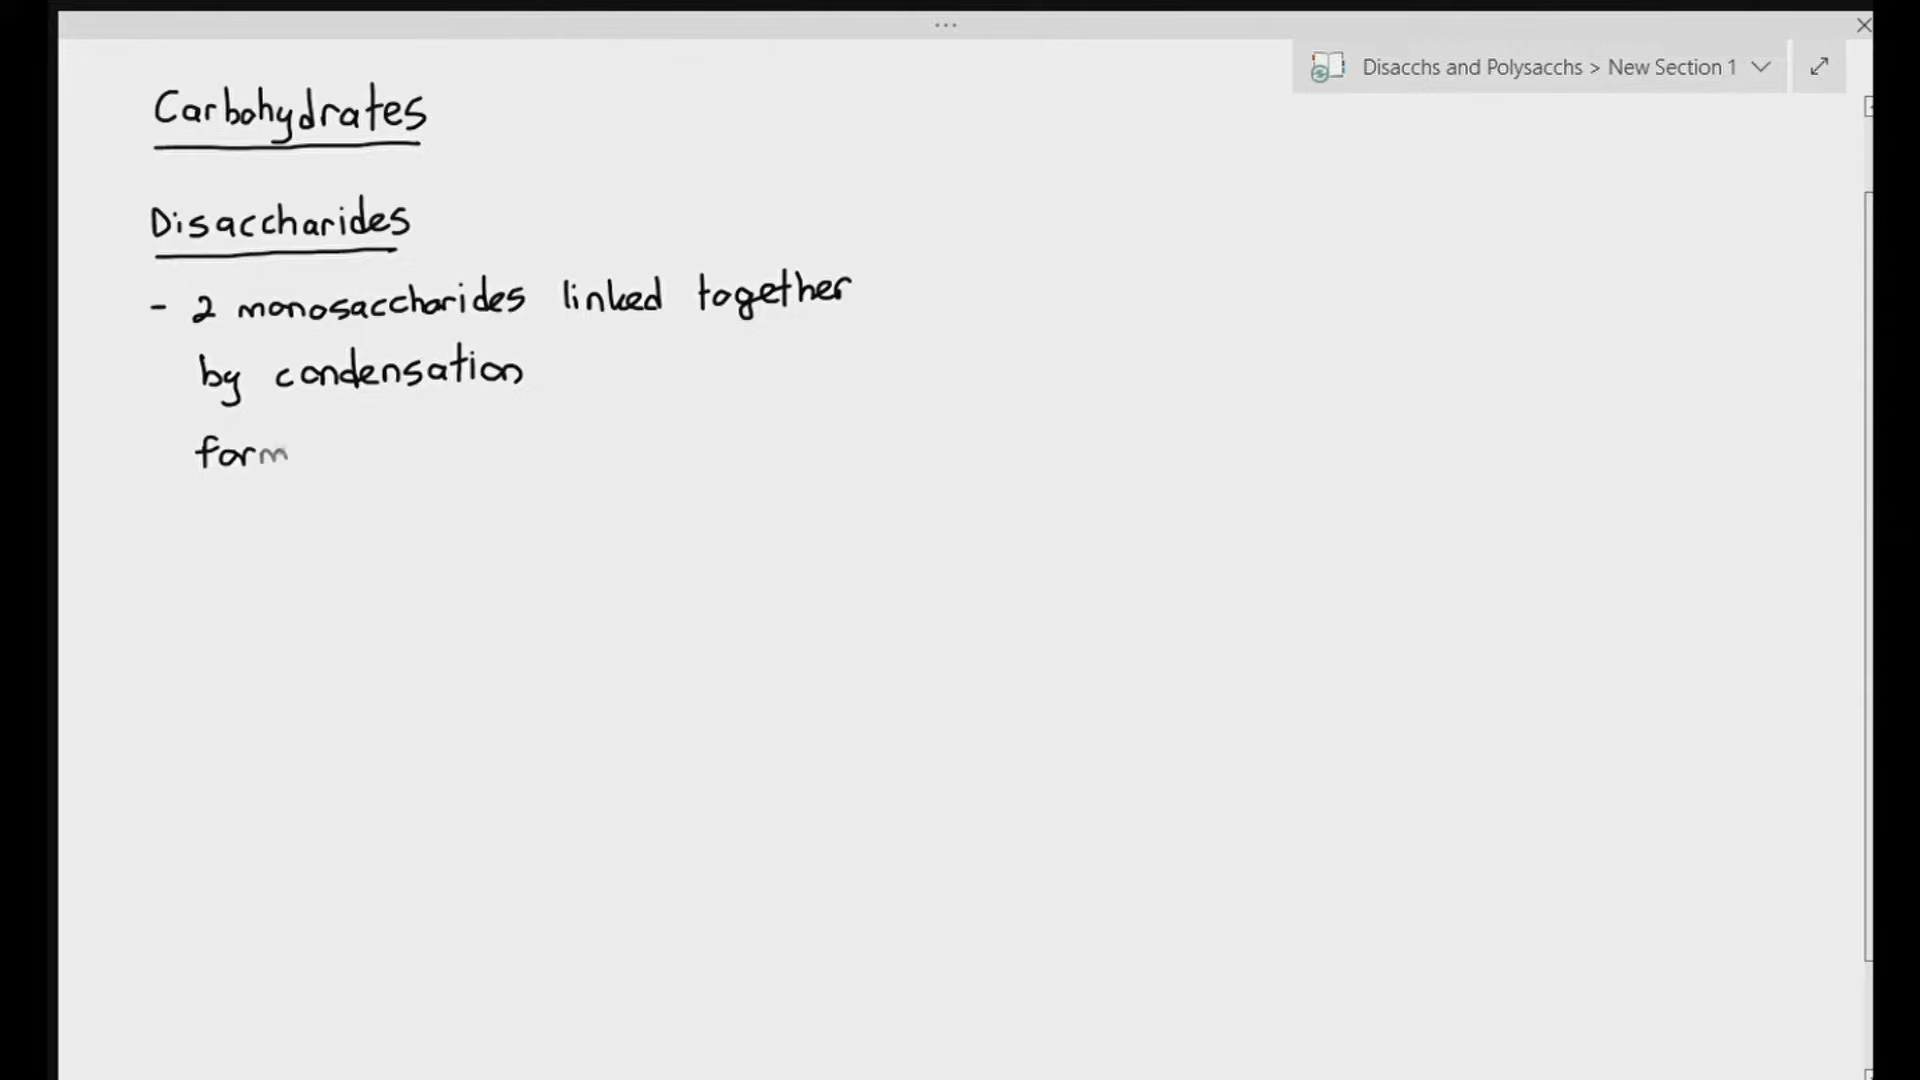 ...
Disacchs and Polysacchs > New Section 1
Carbohydrates
Disaccharides
- 2 monosaccharides linked together
by condensation
form